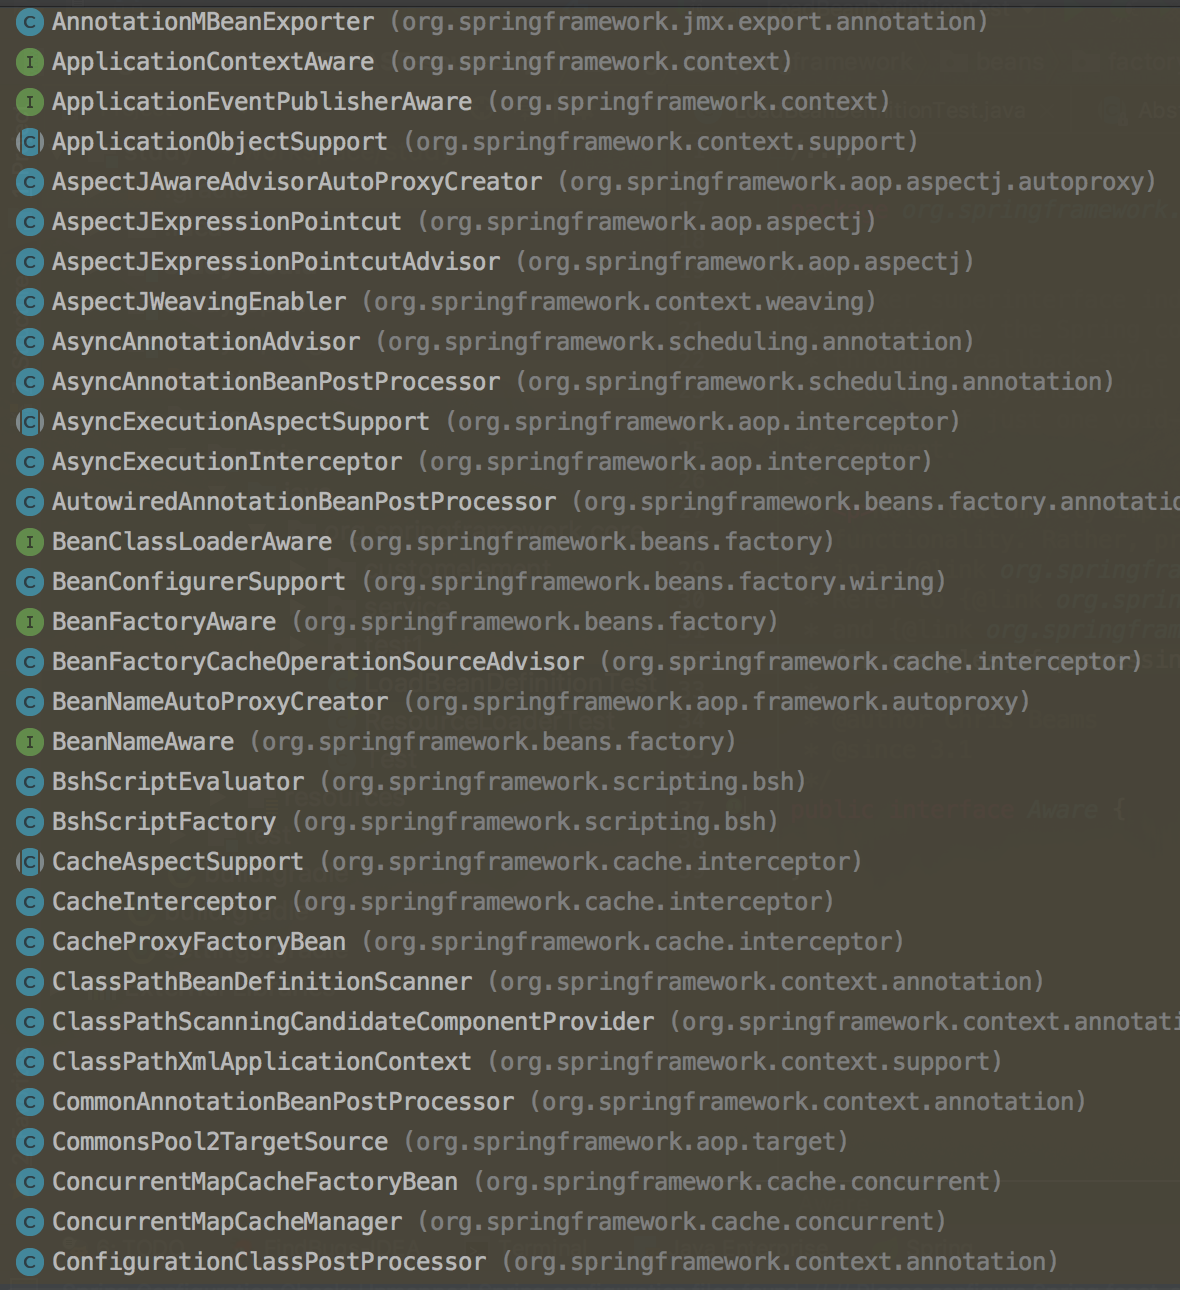 C AnnotationMBeanExporter (org.springframework.jmx.export.annotation)
I ApplicationContextAware (org.springframework.context)
I ApplicationEventPublisherAware (org.springframework.context)
C ApplicationObjectSupport (org.springframework.context.support)
C AspectJAwareAdvisorAutoProxyCreator (org.springframework.aop.aspectj.autoproxy)
C AspectJExpressionPointcut (org.springframework.aop.aspectj)
C AspectJExpressionPointcutAdvisor (org.springframework.aop.aspectj)
C AspectJWeavingEnabler (org.springframework.context.weaving)
C AsyncAnnotationAdvisor (org.springframework.scheduling.annotation)
C AsyncAnnotationBeanPostProcessor (org.springframework.scheduling.annotation)
C AsyncExecutionAspectSupport (org.springframework.aop.interceptor)
C AsyncExecutionInterceptor (org.springframework.aop.interceptor)
C AutowiredAnnotationBeanPostProcessor (org.springframework.beans.factory.annotatio
I BeanClassLoaderAware (org.springframework.beans.factory)
C BeanConfigurerSupport (org.springframework.beans.factory.wiring)
I BeanFactoryAware (org.springframework.beans.factory)
C BeanFactoryCacheOperationSourceAdvisor (org.springframework.cache.interceptor)
C BeanNameAutoProxyCreator (org.springframework.aop.framework.autoproxy)
I BeanNameAware (org.springframework.beans.factory)
C BshScriptEvaluator (org.springframework.scripting.bsh)
C BshScriptFactory (org.springframework.scripting.bsh)
C CacheAspectSupport (org.springframework.cache.interceptor)
C CacheInterceptor (org.springframework.cache.interceptor)
C CacheProxyFactoryBean (org.springframework.cache.interceptor)
C ClassPathBeanDefinitionScanner (org.springframework.context.annotation)
C ClassPathScanningCandidateComponentProvider (org.springframework.context.annotati
C ClassPathXmlApplicationContext (org.springframework.context.support)
C CommonAnnotationBeanPostProcessor (org.springframework.context.annotation)
C CommonsPool2TargetSource (org.springframework.aop.target)
C ConcurrentMapCacheFactoryBean (org.springframework.cache.concurrent)
C ConcurrentMapCacheManager (org.springframework.cache.concurrent)
C ConfigurationClassPostProcessor (org.springframework.context.annotation)